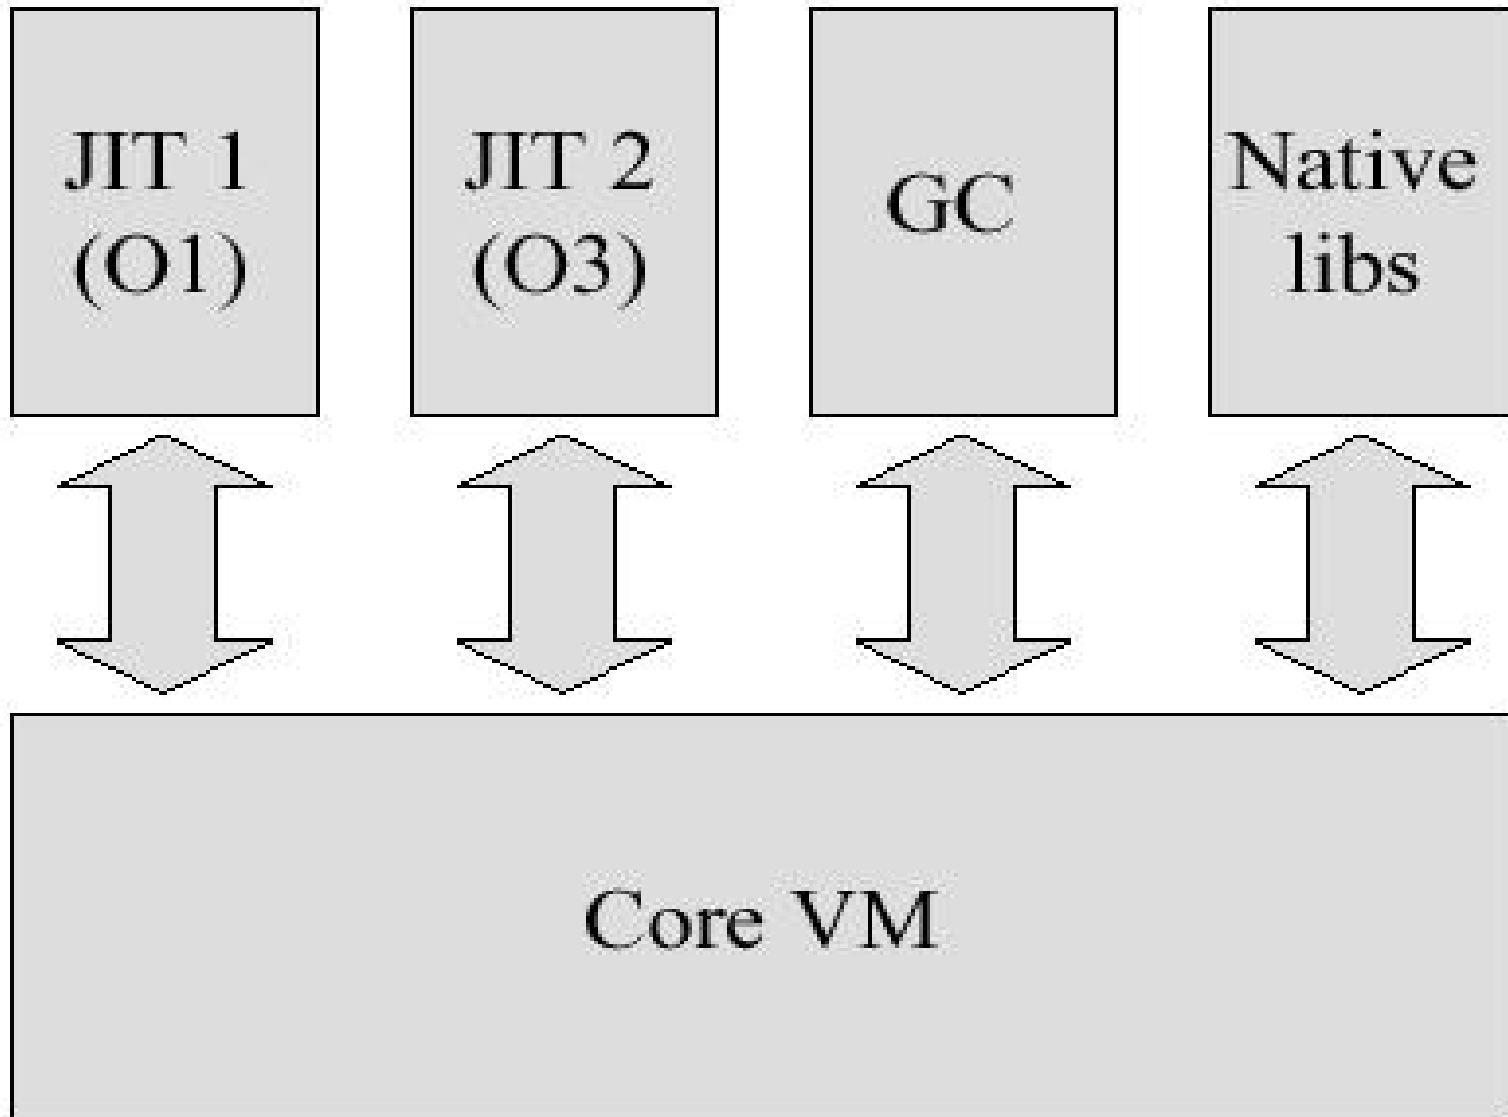 JIT 1
(O1)
JIT 2
(O3)
GC
Native
libs
Core VM